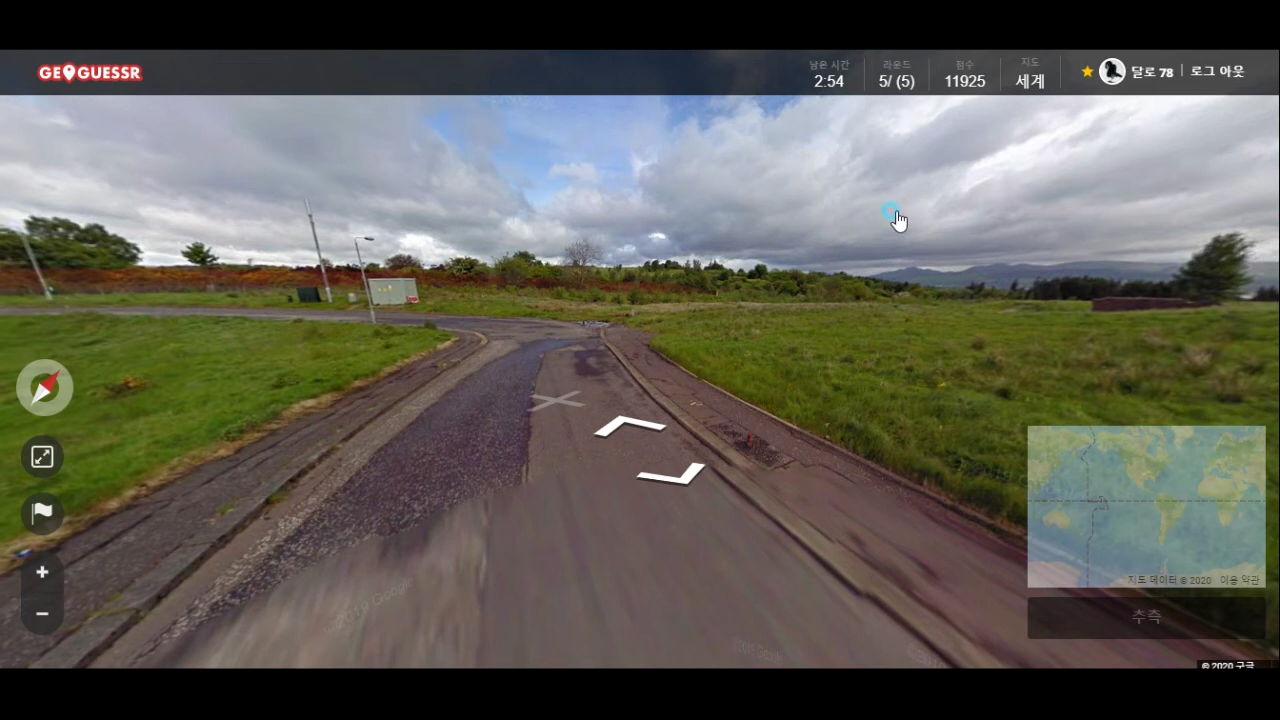 GEOGUESSR
남은 시간
2:54
라운드
5/ (5)
점수
11925
지도
세계
달로 78
로그 아웃
지도 데이터 © 2020 이용 약관
추측
© 2020 구글